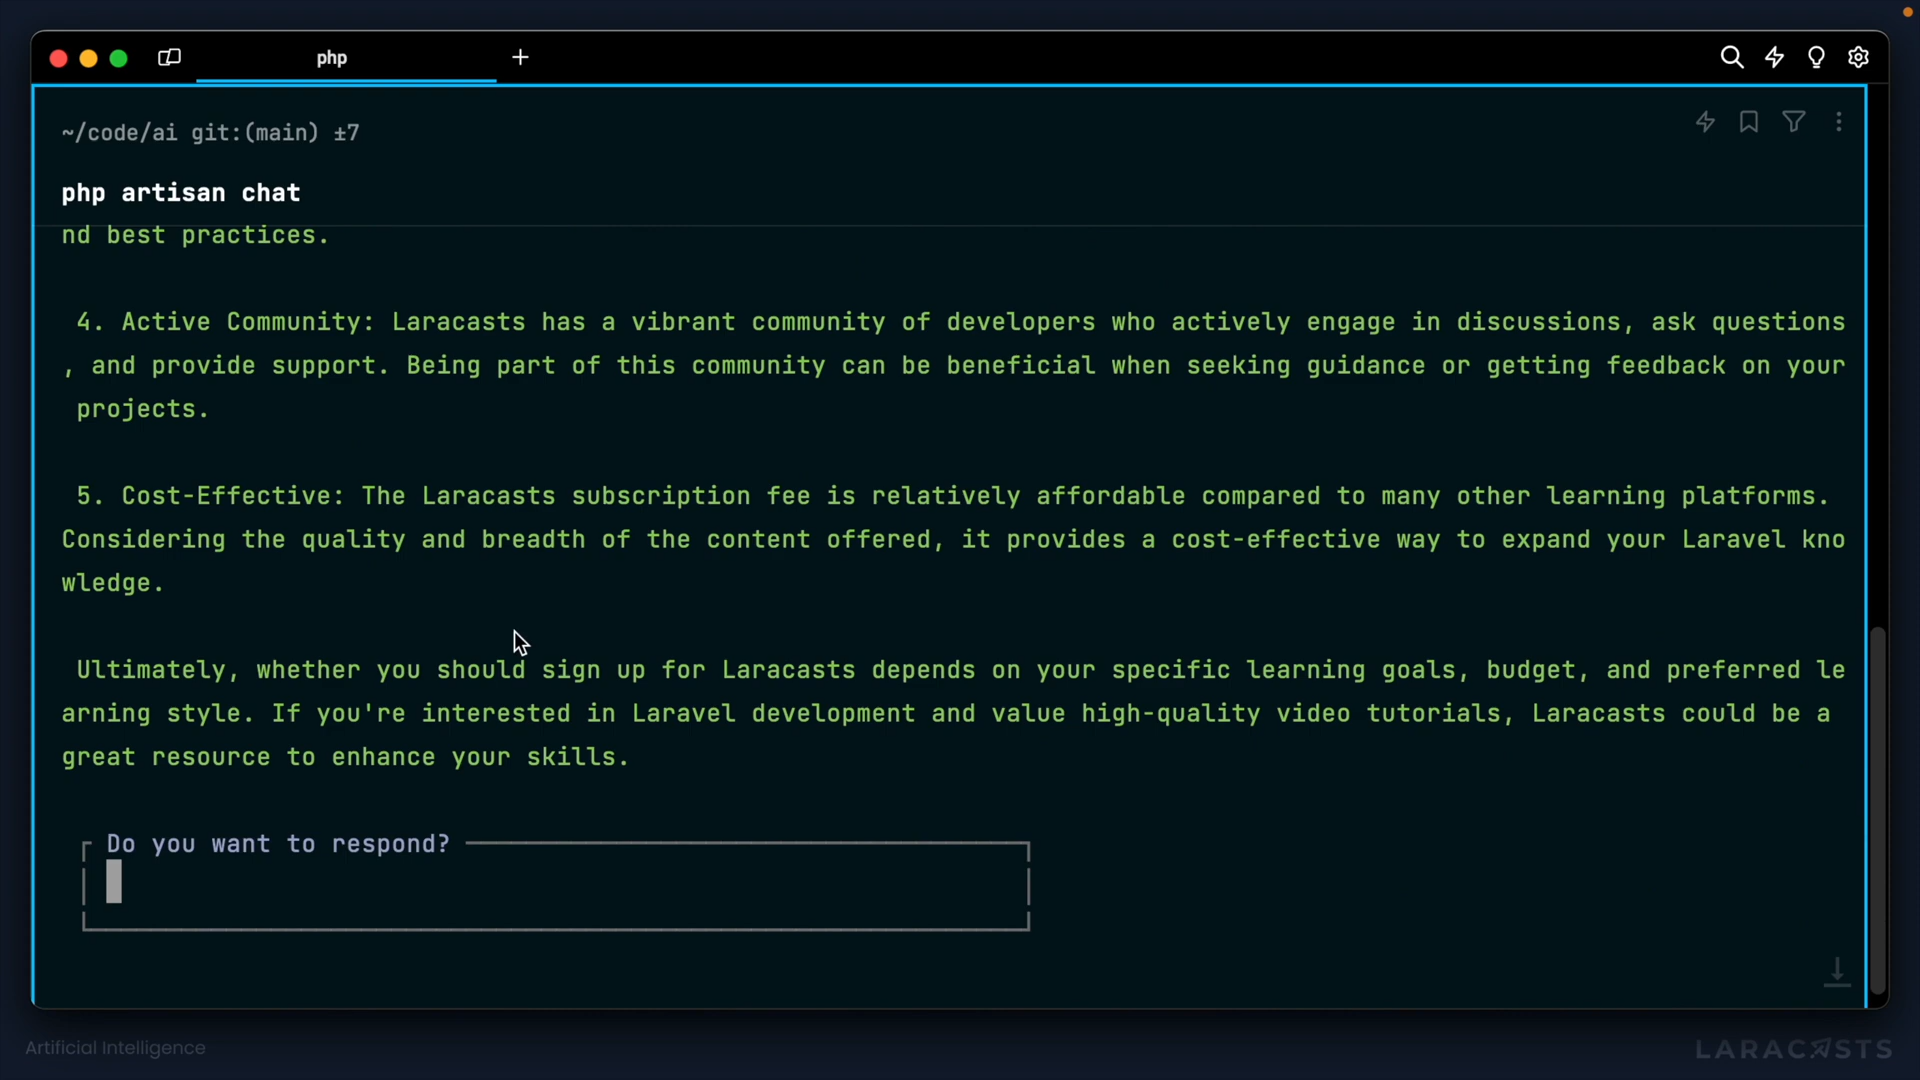 php
~/code/ai git:(main) ±7
php artisan chat
nd best practices.
4. Active Community: Laracasts has a vibrant community of developers who actively engage in discussions, ask questions
, and provide support. Being part of this community can be beneficial when seeking guidance or getting feedback on your
projects.
5. Cost-Effective: The Laracasts subscription fee is relatively affordable compared to many other learning platforms.
Considering the quality and breadth of the content offered, it provides a cost-effective way to expand your Laravel kno
wledge.
Ultimately, whether you should sign up for Laracasts depends on your specific learning goals, budget, and preferred le
arning style. If you're interested in Laravel development and value high-quality video tutorials, Laracasts could be a
great resource to enhance your skills.
Do you want to respond?
Artificial Intelligence
LARACASTS